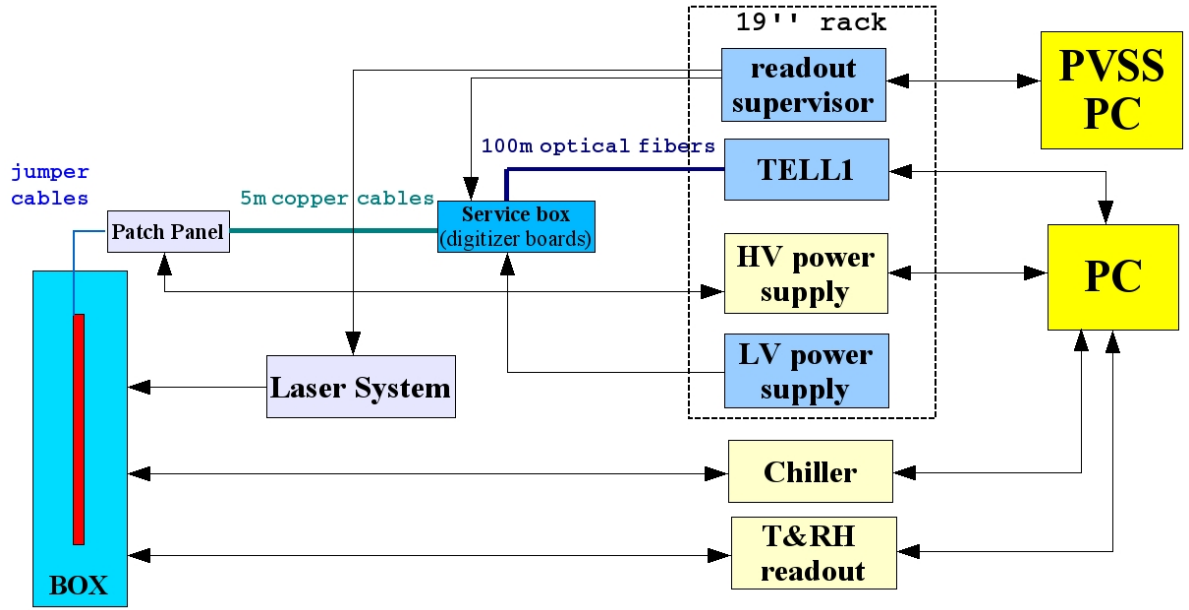 19'' rack
readout
supervisor
PVSS
PC
100m optical fibers
TELL1
jumper
cables
5m copper cables
Patch Panel
Service box
(digitizer boards)
HV power
supply
PC
LV power
supply
Laser System
Chiller
T&RH
readout
BOX